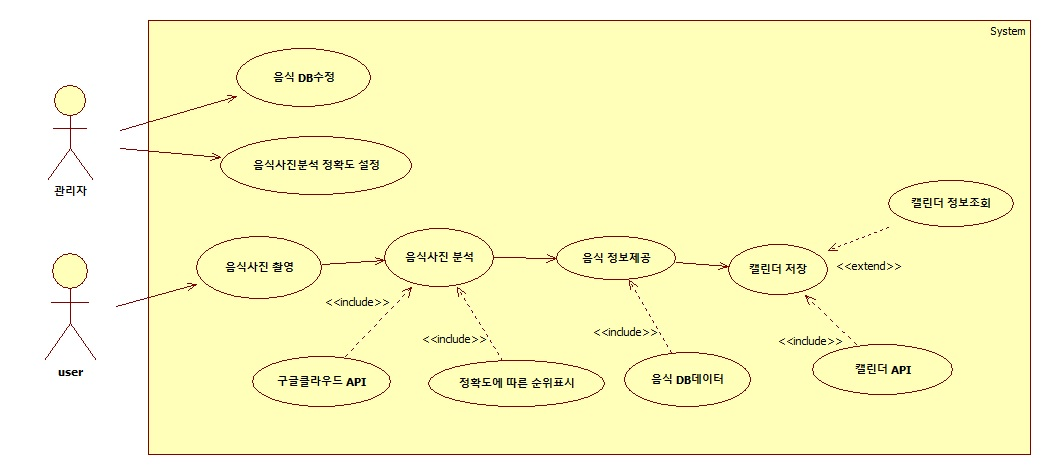 System
음식 DB수정
음식사진분석 정확도 설정
관리자
캘린더 정보조회
음식사진 촬영
음식사진 분석
음식 정보제공
캘린더 저장
<<extend>>
<<include>>
<<include>>
<<include>>
<<include>>
user
구글클라우드 API
정확도에 따른 순위표시
음식 DB데이터
캘린더 API